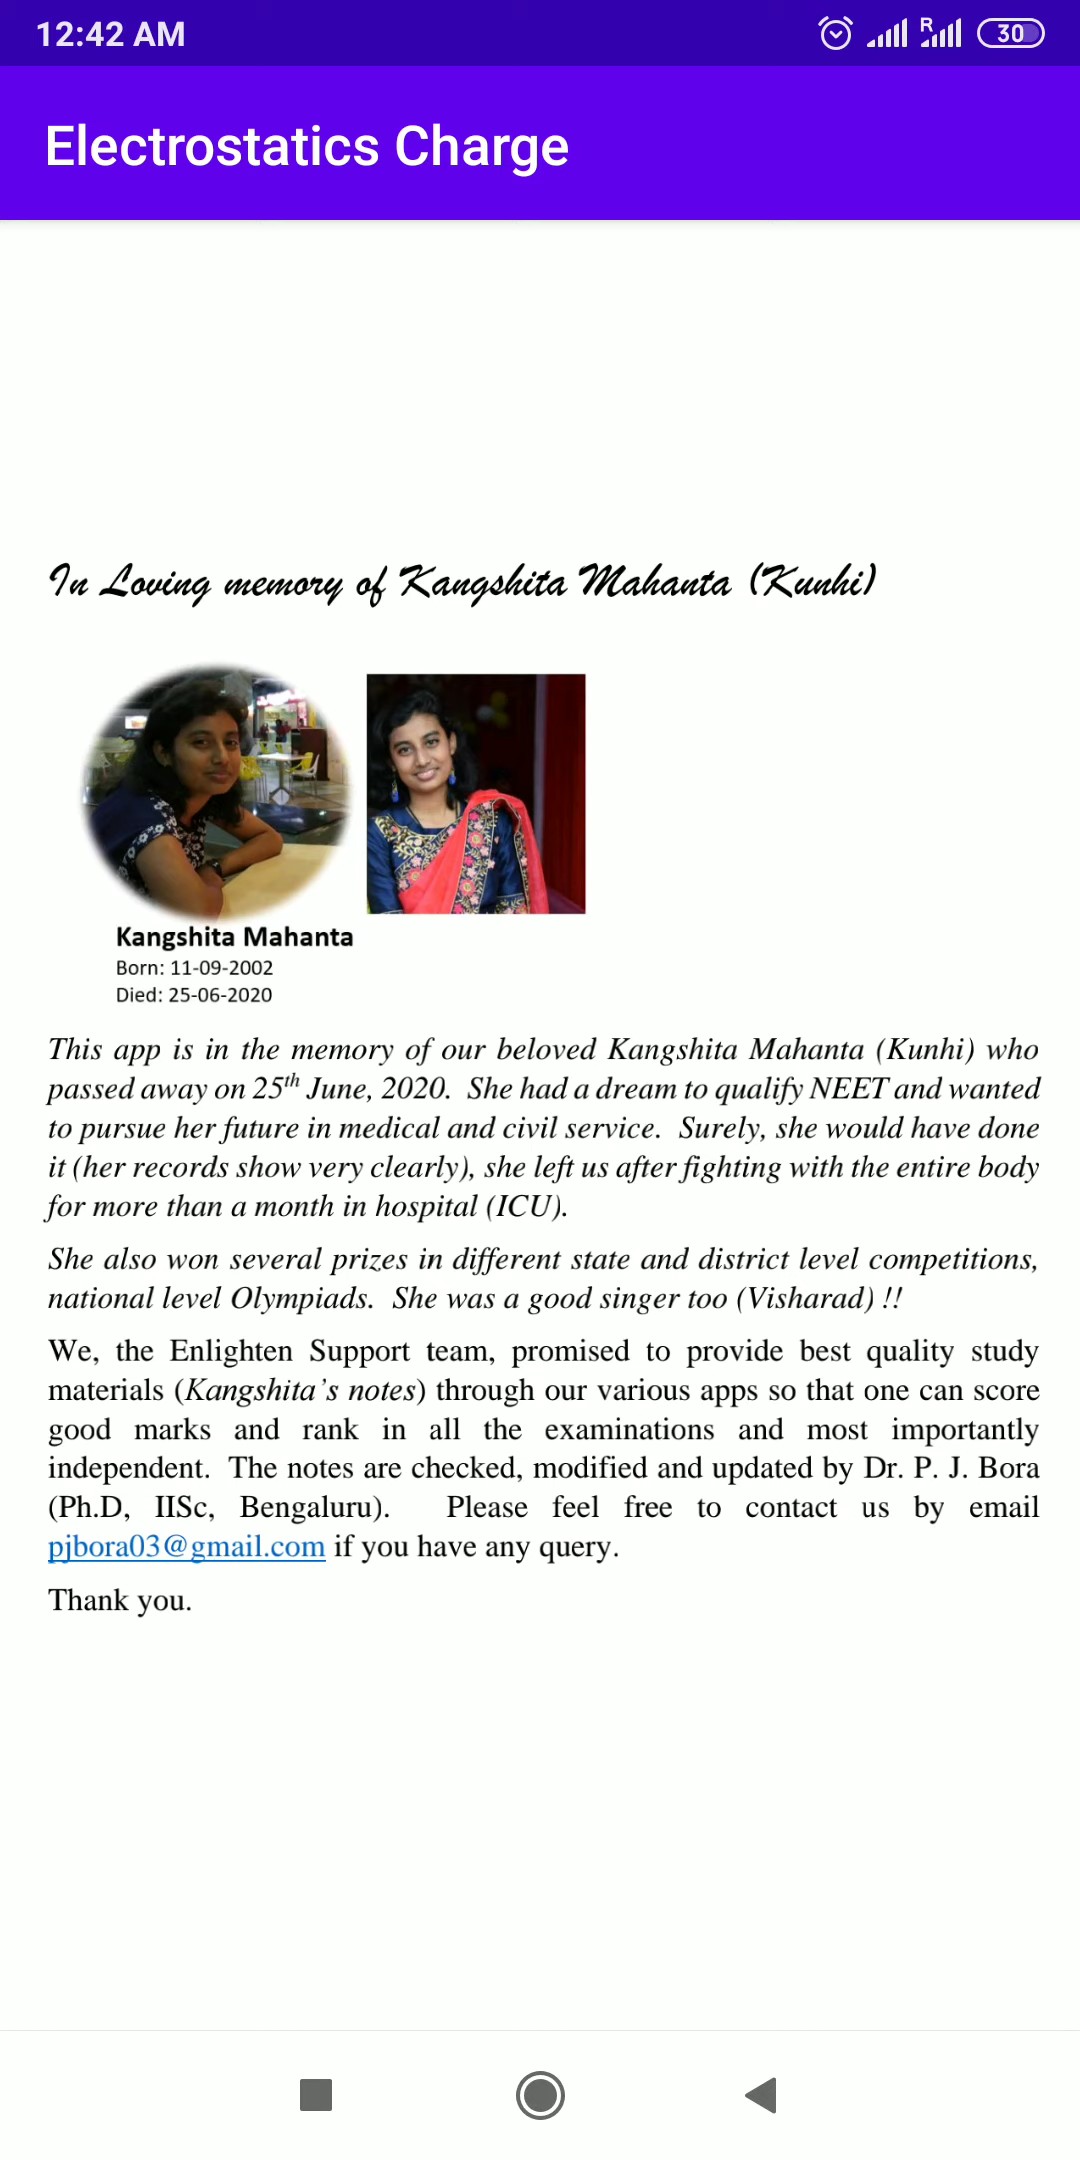 12:42 AM
R
30
Electrostatics Charge
In Loving memory of Kangshita Mahanta (Kunhi)
Kangshita Mahanta
Born: 11-09-2002
Died: 25-06-2020
This app is in the memory of our beloved Kangshita Mahanta (Kunhi) who
passed away on 25th June, 2020. She had a dream to qualify NEET and wanted
to pursue her future in medical and civil service. Surely, she would have done
it (her records show very clearly), she left us after fighting with the entire body
for more than a month in hospital (ICU).
She also won several prizes in different state and district level competitions,
national level Olympiads. She was a good singer too (Visharad) !!
We, the Enlighten Support team, promised to provide best quality study
materials (Kangshita's notes) through our various apps so that one can score
good marks and rank in all the examinations and most importantly
independent. The notes are checked, modified and updated by Dr. P. J. Bora
(Ph.D, IISc, Bengaluru). Please feel free to contact us by email
pjbora03@gmail.com if you have any query.
Thank you.